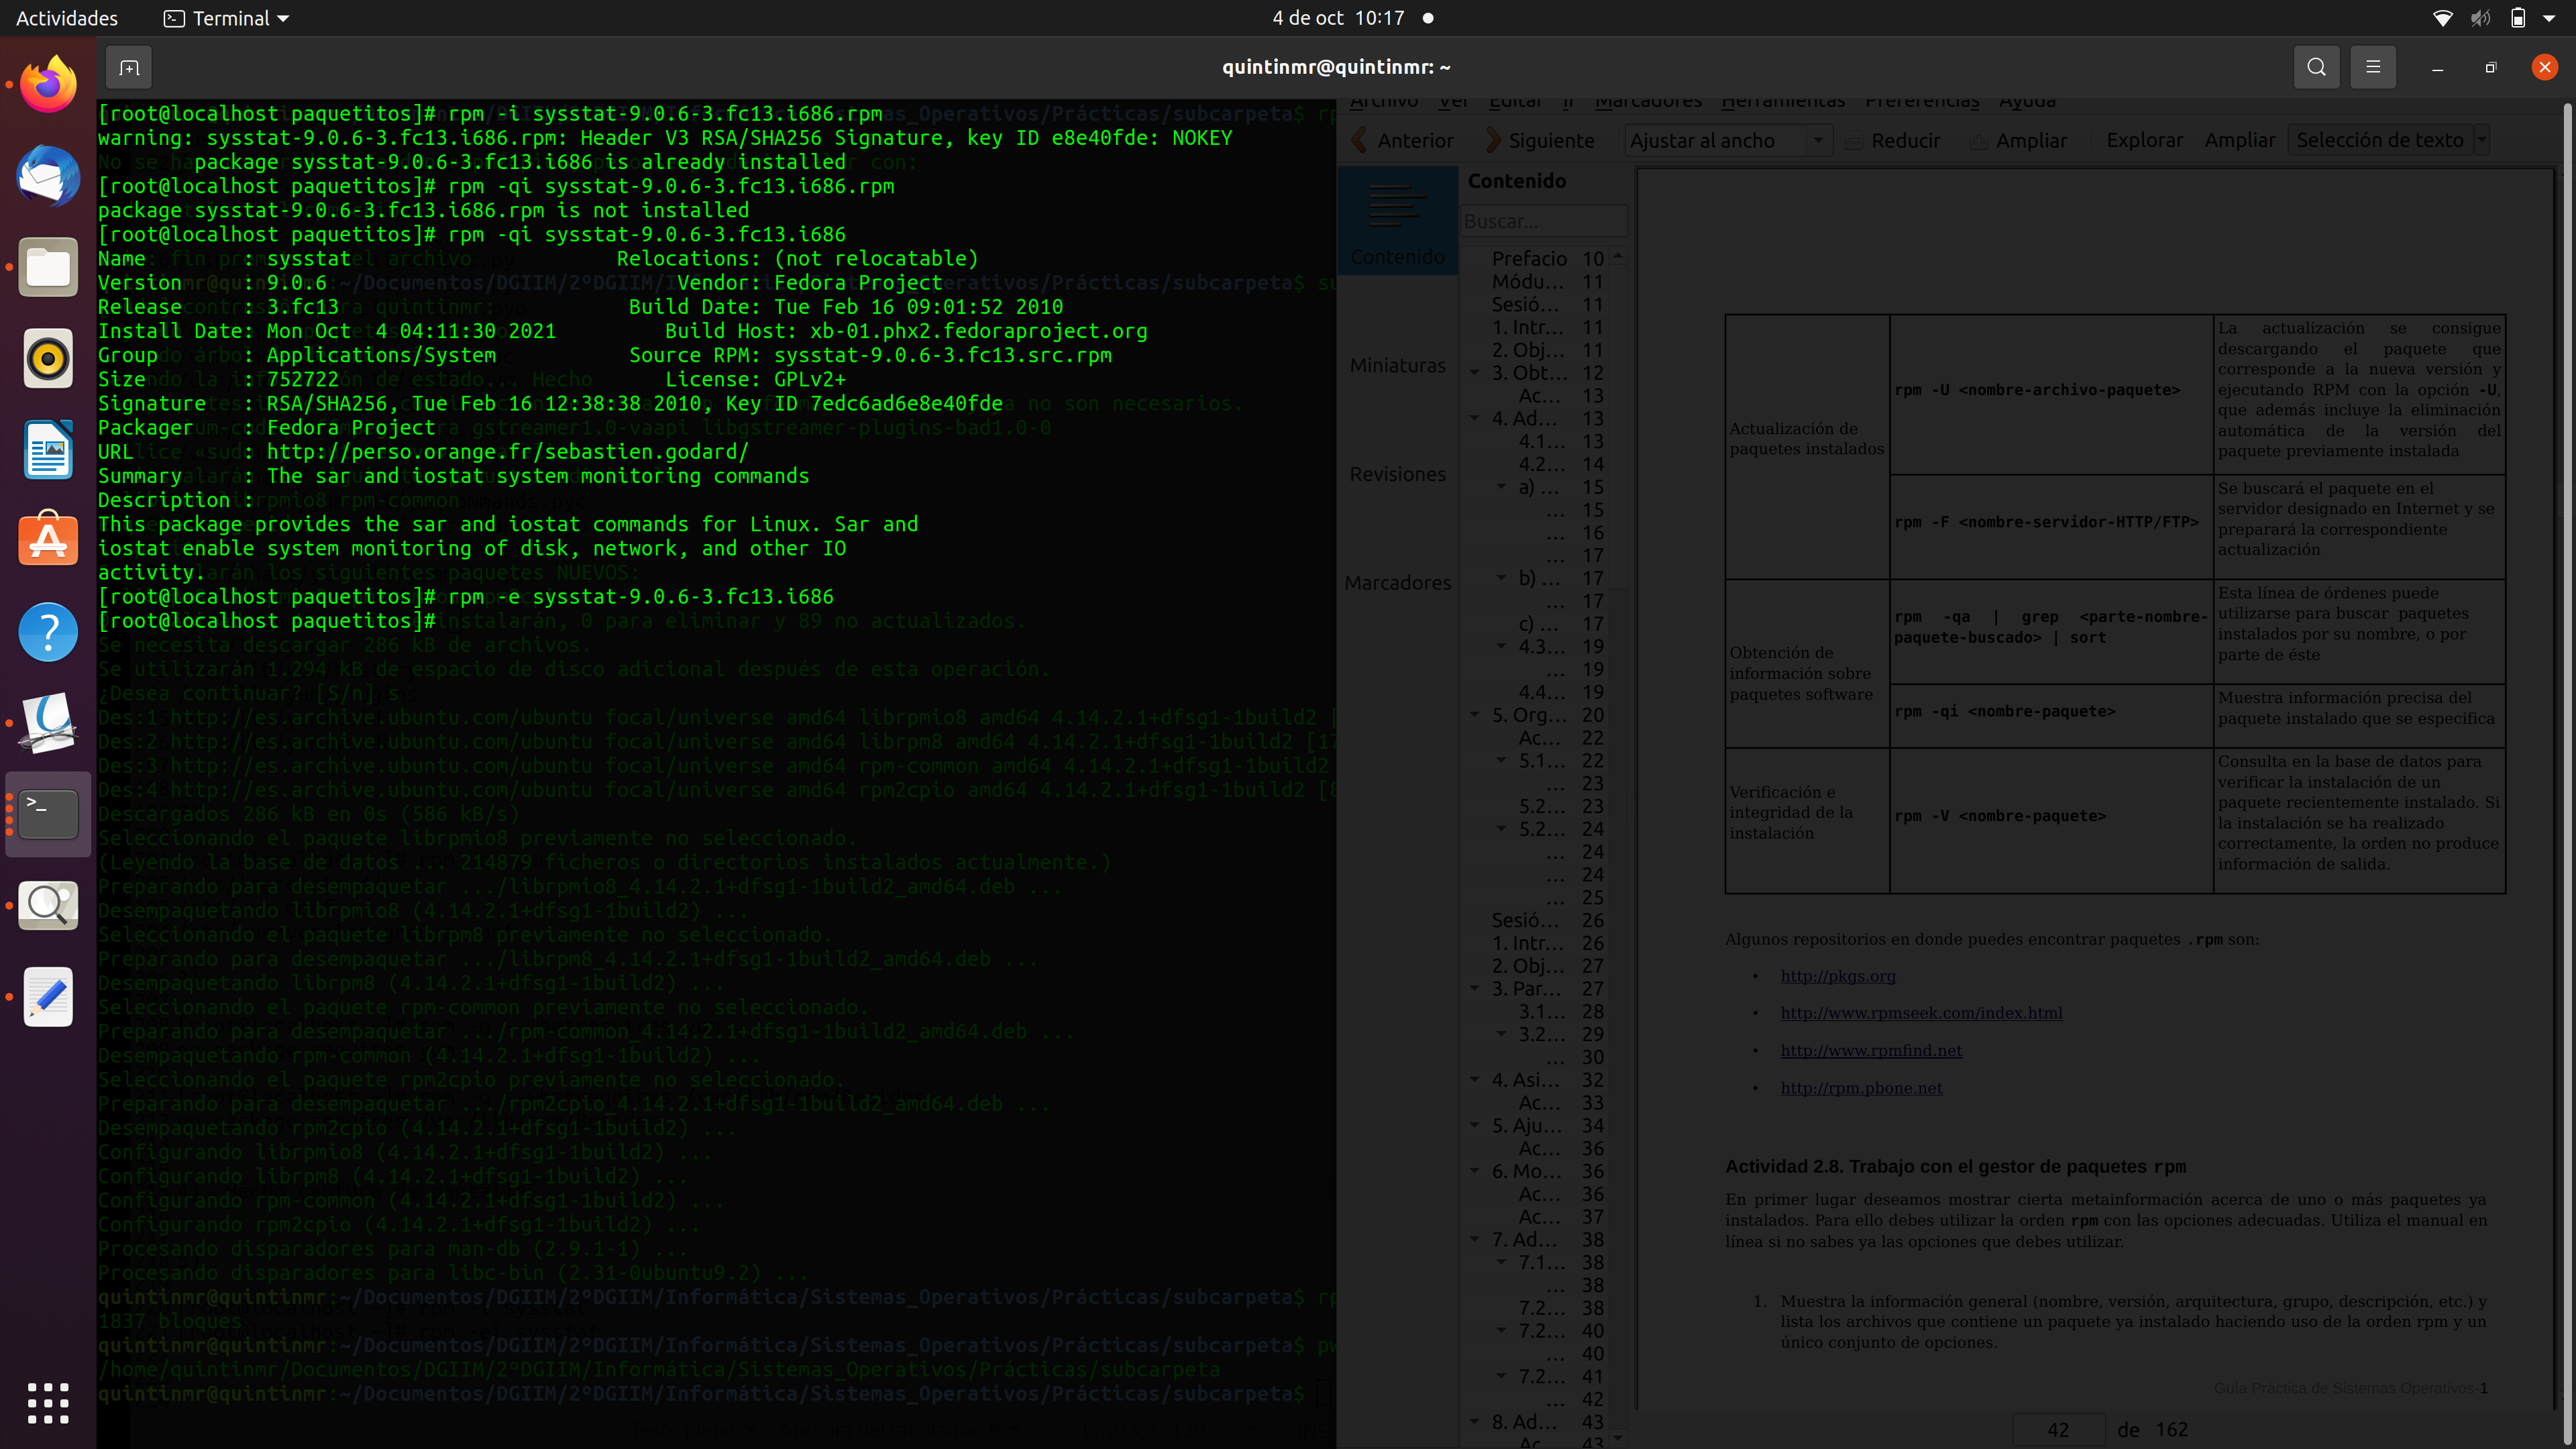 Actividades
Terminal
4 de oct 10:17
quintinmr@quintinmr: ~
[root@localhost paquetitos]# rpm -i sysstat-9.0.6-3.fc13.i686.rpm
warning: sysstat-9.0.6-3.fc13.i686.rpm: Header V3 RSA/SHA256 Signature, key ID e8e40fde: NOKEY
package sysstat-9.0.6-3.fc13.i686 is already installed
[root@localhost paquetitos]# rpm -qi sysstat-9.0.6-3.fc13.i686.rpm
package sysstat-9.0.6-3.fc13.i686.rpm is not installed
[root@localhost paquetitos]# rpm -qi sysstat-9.0.6-3.fc13.i686
Name : sysstat Relocations: (not relocatable)
Version : 9.0.6 Vendor: Fedora Project
Release : 3.fc13 Build Date: Tue Feb 16 09:01:52 2010
Install Date: Mon Oct 4 04:11:30 2021 Build Host: xb-01.phx2.fedoraproject.org
Group : Applications/System Source RPM: sysstat-9.0.6-3.fc13.src.rpm
Size : 752722 License: GPLv2+
Signature : RSA/SHA256, Tue Feb 16 12:38:38 2010, Key ID 7edc6ad6e8e40fde
Packager : Fedora Project
URL : http://perso.orange.fr/sebastien.godard/
Summary : The sar and iostat system monitoring commands
Description :
This package provides the sar and iostat commands for Linux. Sar and
iostat enable system monitoring of disk, network, and other IO
activity.
[root@localhost paquetitos]# rpm -e sysstat-9.0.6-3.fc13.i686
[root@localhost paquetitos]#
instalarán, 0 para eliminar y 89 no actualizados.
Se necesita descargar 286 kB de archivos.
Se utilizarán 1.294 kB de espacio de disco adicional después de esta operación.
¿Desea continuar? [S/n] s
Des:1 http://es.archive.ubuntu.com/ubuntu focal/universe amd64 librpmio8 amd64 4.14.2.1+dfsg1-1build2 [
Des:2 http://es.archive.ubuntu.com/ubuntu focal/universe amd64 librpm8 amd64 4.14.2.1+dfsg1-1build2 [17
Des:3 http://es.archive.ubuntu.com/ubuntu focal/universe amd64 rpm-common amd64 4.14.2.1+dfsg1-1build2
Des:4 http://es.archive.ubuntu.com/ubuntu focal/universe amd64 rpm2cpio amd64 4.14.2.1+dfsg1-1build2 [8
Descargados 286 kB en 0s (586 kB/s)
Seleccionando el paquete librpmio8 previamente no seleccionado.
(Leyendo la base de datos ... 214879 ficheros o directorios instalados actualmente.)
Preparando para desempaquetar .../librpmio8_4.14.2.1+dfsg1-1build2_amd64.deb ...
Desempaquetando librpmio8 (4.14.2.1+dfsg1-1build2) ...
Seleccionando el paquete librpm8 previamente no seleccionado.
Preparando para desempaquetar .../librpm8_4.14.2.1+dfsg1-1build2_amd64.deb ...
Desempaquetando librpm8 (4.14.2.1+dfsg1-1build2) ...
Seleccionando el paquete rpm-common previamente no seleccionado.
Preparando para desempaquetar .../rpm-common_4.14.2.1+dfsg1-1build2_amd64.deb ...
Desempaquetando rpm-common (4.14.2.1+dfsg1-1build2) ...
Seleccionando el paquete rpm2cpio previamente no seleccionado.
Preparando para desempaquetar .../rpm2cpio_4.14.2.1+dfsg1-1build2_amd64.deb ...
Desempaquetando rpm2cpio (4.14.2.1+dfsg1-1build2) ...
Configurando librpmio8 (4.14.2.1+dfsg1-1build2) ...
Configurando librpm8 (4.14.2.1+dfsg1-1build2) ...
Configurando rpm-common (4.14.2.1+dfsg1-1build2) ...
Configurando rpm2cpio (4.14.2.1+dfsg1-1build2) ...
Procesando disparadores para man-db (2.9.1-1) ...
Procesando disparadores para libc-bin (2.31-0ubuntu9.2) ...
quintinmr@quintinmr:~/Documentos/DGIIM/2ºDGIIM/Informática/Sistemas_Operativos/Prácticas/subcarpeta$ rp
1837 bloques
quintinmr@quintinmr:~/Documentos/DGIIM/2ºDGIIM/Informática/Sistemas_Operativos/Prácticas/subcarpeta$ pw
/home/quintinmr/Documentos/DGIIM/2ºDGIIM/Informática/Sistemas_Operativos/Prácticas/subcarpeta
quintinmr@quintinmr:~/Documentos/DGIIM/2ºDGIIM/Informática/Sistemas_Operativos/Prácticas/subcarpeta$
Archivo Ver Editar Ir Marcadores Herramientas Preferencias Ayuda
Anterior Siguiente Ajustar al ancho Reducir Ampliar Explorar Ampliar Selección de texto
Contenido
Miniaturas
Revisiones
Marcadores
Contenido
Buscar...
Prefacio 10
Módu... 11
Sesió... 11
1. Intr... 11
2. Obj... 11
3. Obt... 12
Ac... 13
4. Ad... 13
4.1... 13
4.2... 14
a) ... 15
... 15
... 16
... 17
b) ... 17
... 17
c) ... 17
4.3... 19
... 19
4.4... 19
5. Org... 20
Ac... 22
5.1... 22
... 23
5.2... 23
5.2... 24
... 24
... 24
... 25
Sesió... 26
1. Intr... 26
2. Obj... 27
3. Par... 27
3.1... 28
3.2... 29
... 30
4. Asi... 32
Ac... 33
5. Aju... 34
Ac... 36
6. Mo... 36
Ac... 36
Ac... 37
7. Ad... 38
7.1... 38
... 38
7.2... 38
7.2... 40
... 40
7.2... 41
... 42
8. Ad... 43
Ac... 43
Actualización de
paquetes instalados
rpm -U <nombre-archivo-paquete>
La actualización se consigue
descargando el paquete que
corresponde a la nueva versión y
ejecutando RPM con la opción -U,
que además incluye la eliminación
automática de la versión del
paquete previamente instalada
rpm -F <nombre-servidor-HTTP/FTP>
Se buscará el paquete en el
servidor designado en Internet y se
preparará la correspondiente
actualización
Obtención de
información sobre
paquetes software
rpm -qa | grep <parte-nombre-
paquete-buscado> | sort
Esta línea de órdenes puede
utilizarse para buscar paquetes
instalados por su nombre, o por
parte de éste
rpm -qi <nombre-paquete>
Muestra información precisa del
paquete instalado que se especifica
Verificación e
integridad de la
instalación
rpm -V <nombre-paquete>
Consulta en la base de datos para
verificar la instalación de un
paquete recientemente instalado. Si
la instalación se ha realizado
correctamente, la orden no produce
información de salida.
Algunos repositorios en donde puedes encontrar paquetes .rpm son:
• http://pkgs.org
• http://www.rpmseek.com/index.html
• http://www.rpmfind.net
• http://rpm.pbone.net
Actividad 2.8. Trabajo con el gestor de paquetes rpm
En primer lugar deseamos mostrar cierta metainformación acerca de uno o más paquetes ya
instalados. Para ello debes utilizar la orden rpm con las opciones adecuadas. Utiliza el manual en
línea si no sabes ya las opciones que debes utilizar.
1. Muestra la información general (nombre, versión, arquitectura, grupo, descripción, etc.) y
lista los archivos que contiene un paquete ya instalado haciendo uso de la orden rpm y un
único conjunto de opciones.
Guía Práctica de Sistemas Operativos-1
42 de 162